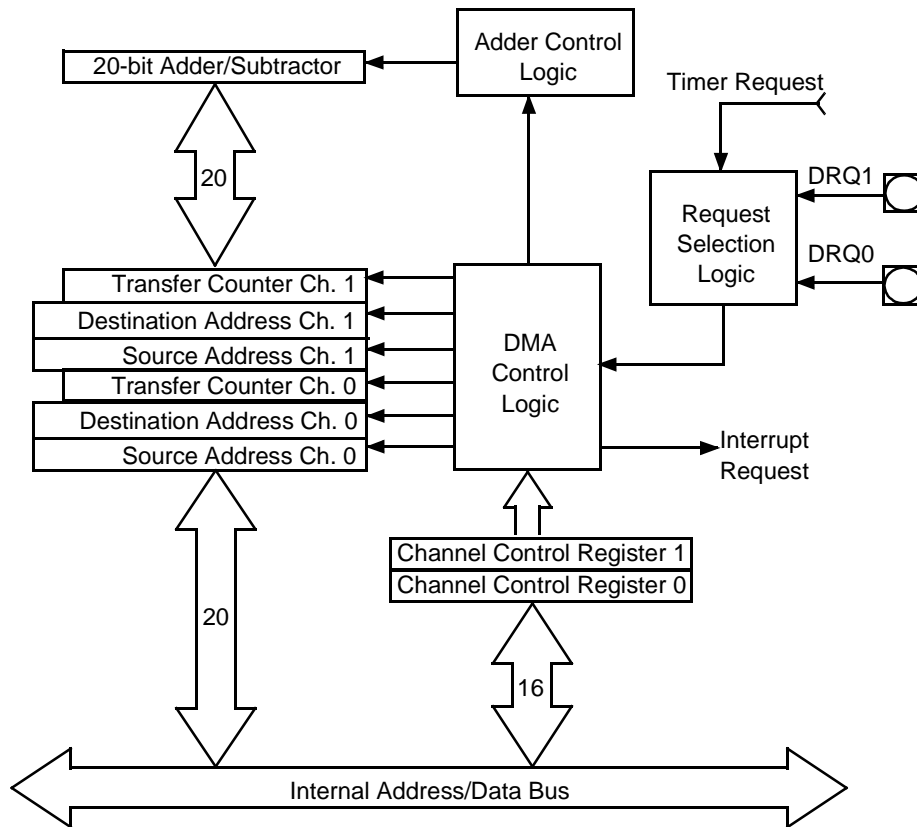 20-bit Adder/Subtractor
Adder Control
Logic
Timer Request
20
DRQ1
Request
Selection
Logic
DRQ0
Transfer Counter Ch. 1
Destination Address Ch. 1
Source Address Ch. 1
Transfer Counter Ch. 0
Destination Address Ch. 0
Source Address Ch. 0
DMA
Control
Logic
Interrupt
Request
Channel Control Register 1
Channel Control Register 0
20
16
Internal Address/Data Bus